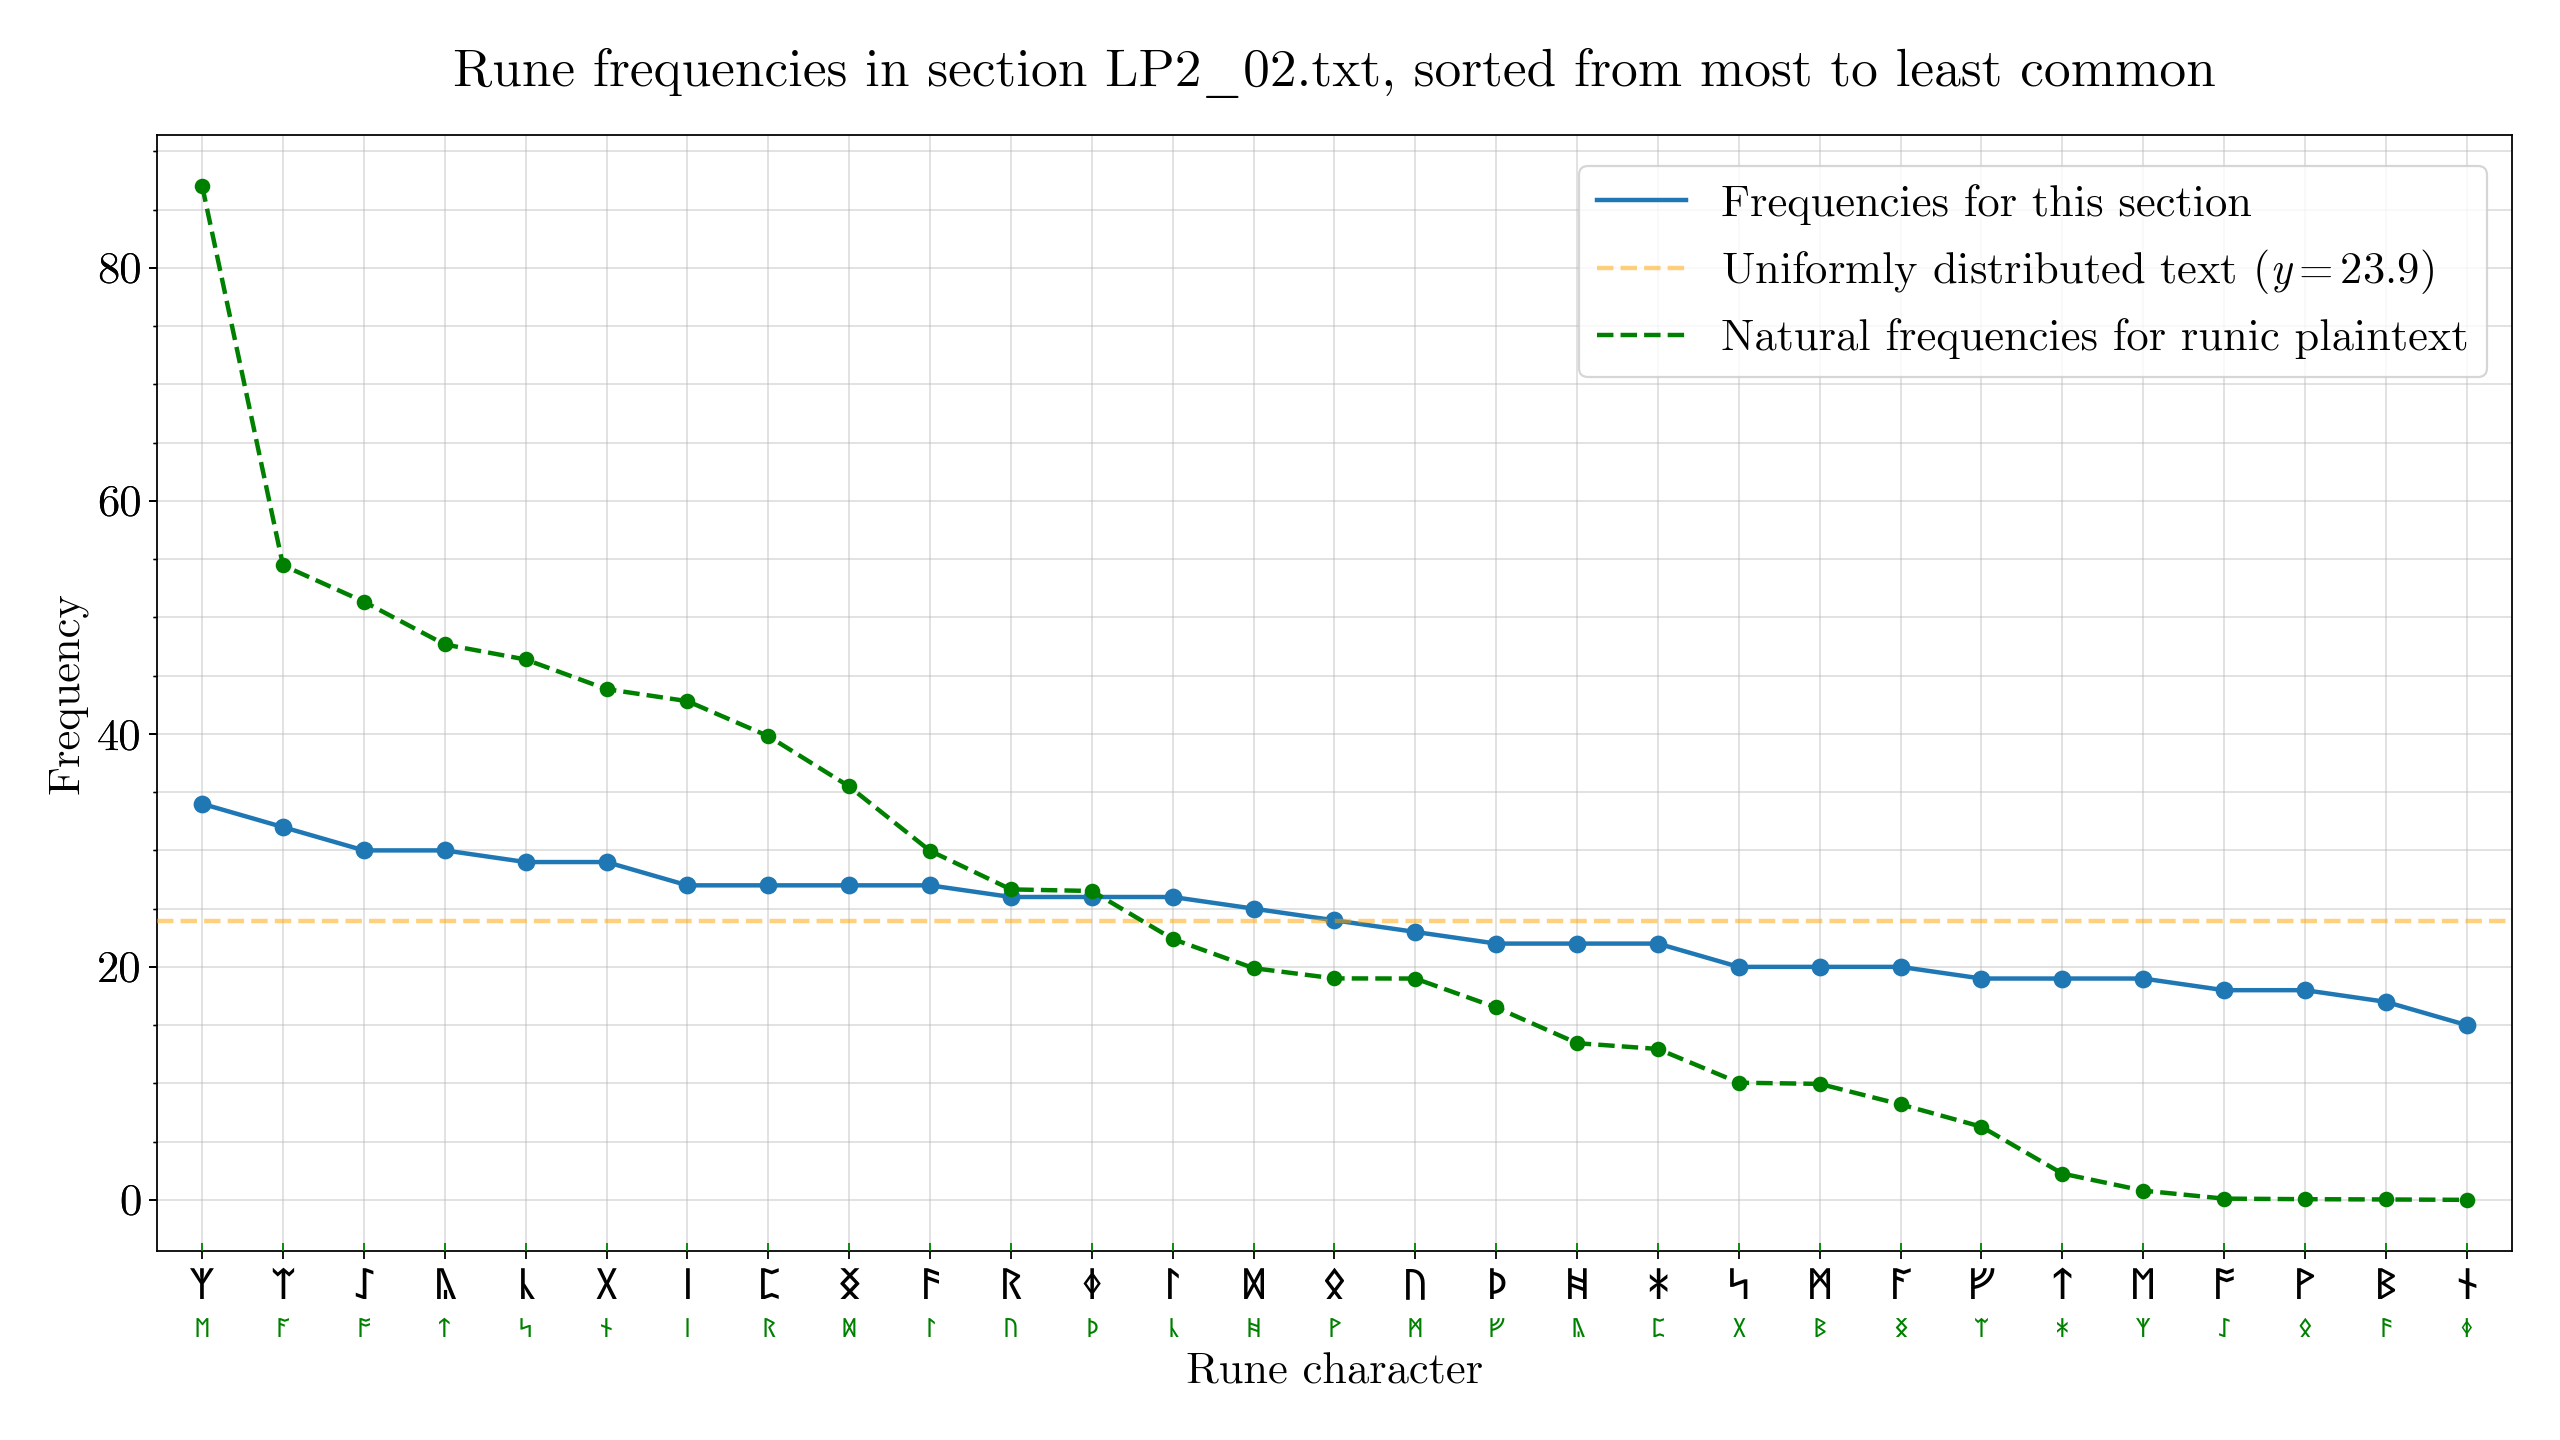 Rune frequencies in section LP2_02.txt, sorted from most to least common
Frequencies for this section
Uniformly distributed text (y = 23.9)
Natural frequencies for runic plaintext
Frequency
80
60
40
20
0
ᛉ ᛠ ᛇ ᚣ ᚳ ᚷ ᛁ ᛈ ᛝ ᚫ ᚱ ᛄ ᛚ ᛞ ᛟ ᚢ ᚦ ᚻ ᛡ ᛋ ᛗ ᚪ ᚠ ᛏ ᛖ ᚩ ᚹ ᛒ ᚾ
ᛖ ᚪ ᚩ ᛏ ᛋ ᚾ ᛁ ᚱ ᛞ ᛚ ᚢ ᚦ ᚳ ᚻ ᚹ ᛗ ᚠ ᚣ ᛈ ᚷ ᛒ ᛝ ᛠ ᛡ ᛉ ᛇ ᛟ ᚫ ᛄ
Rune character